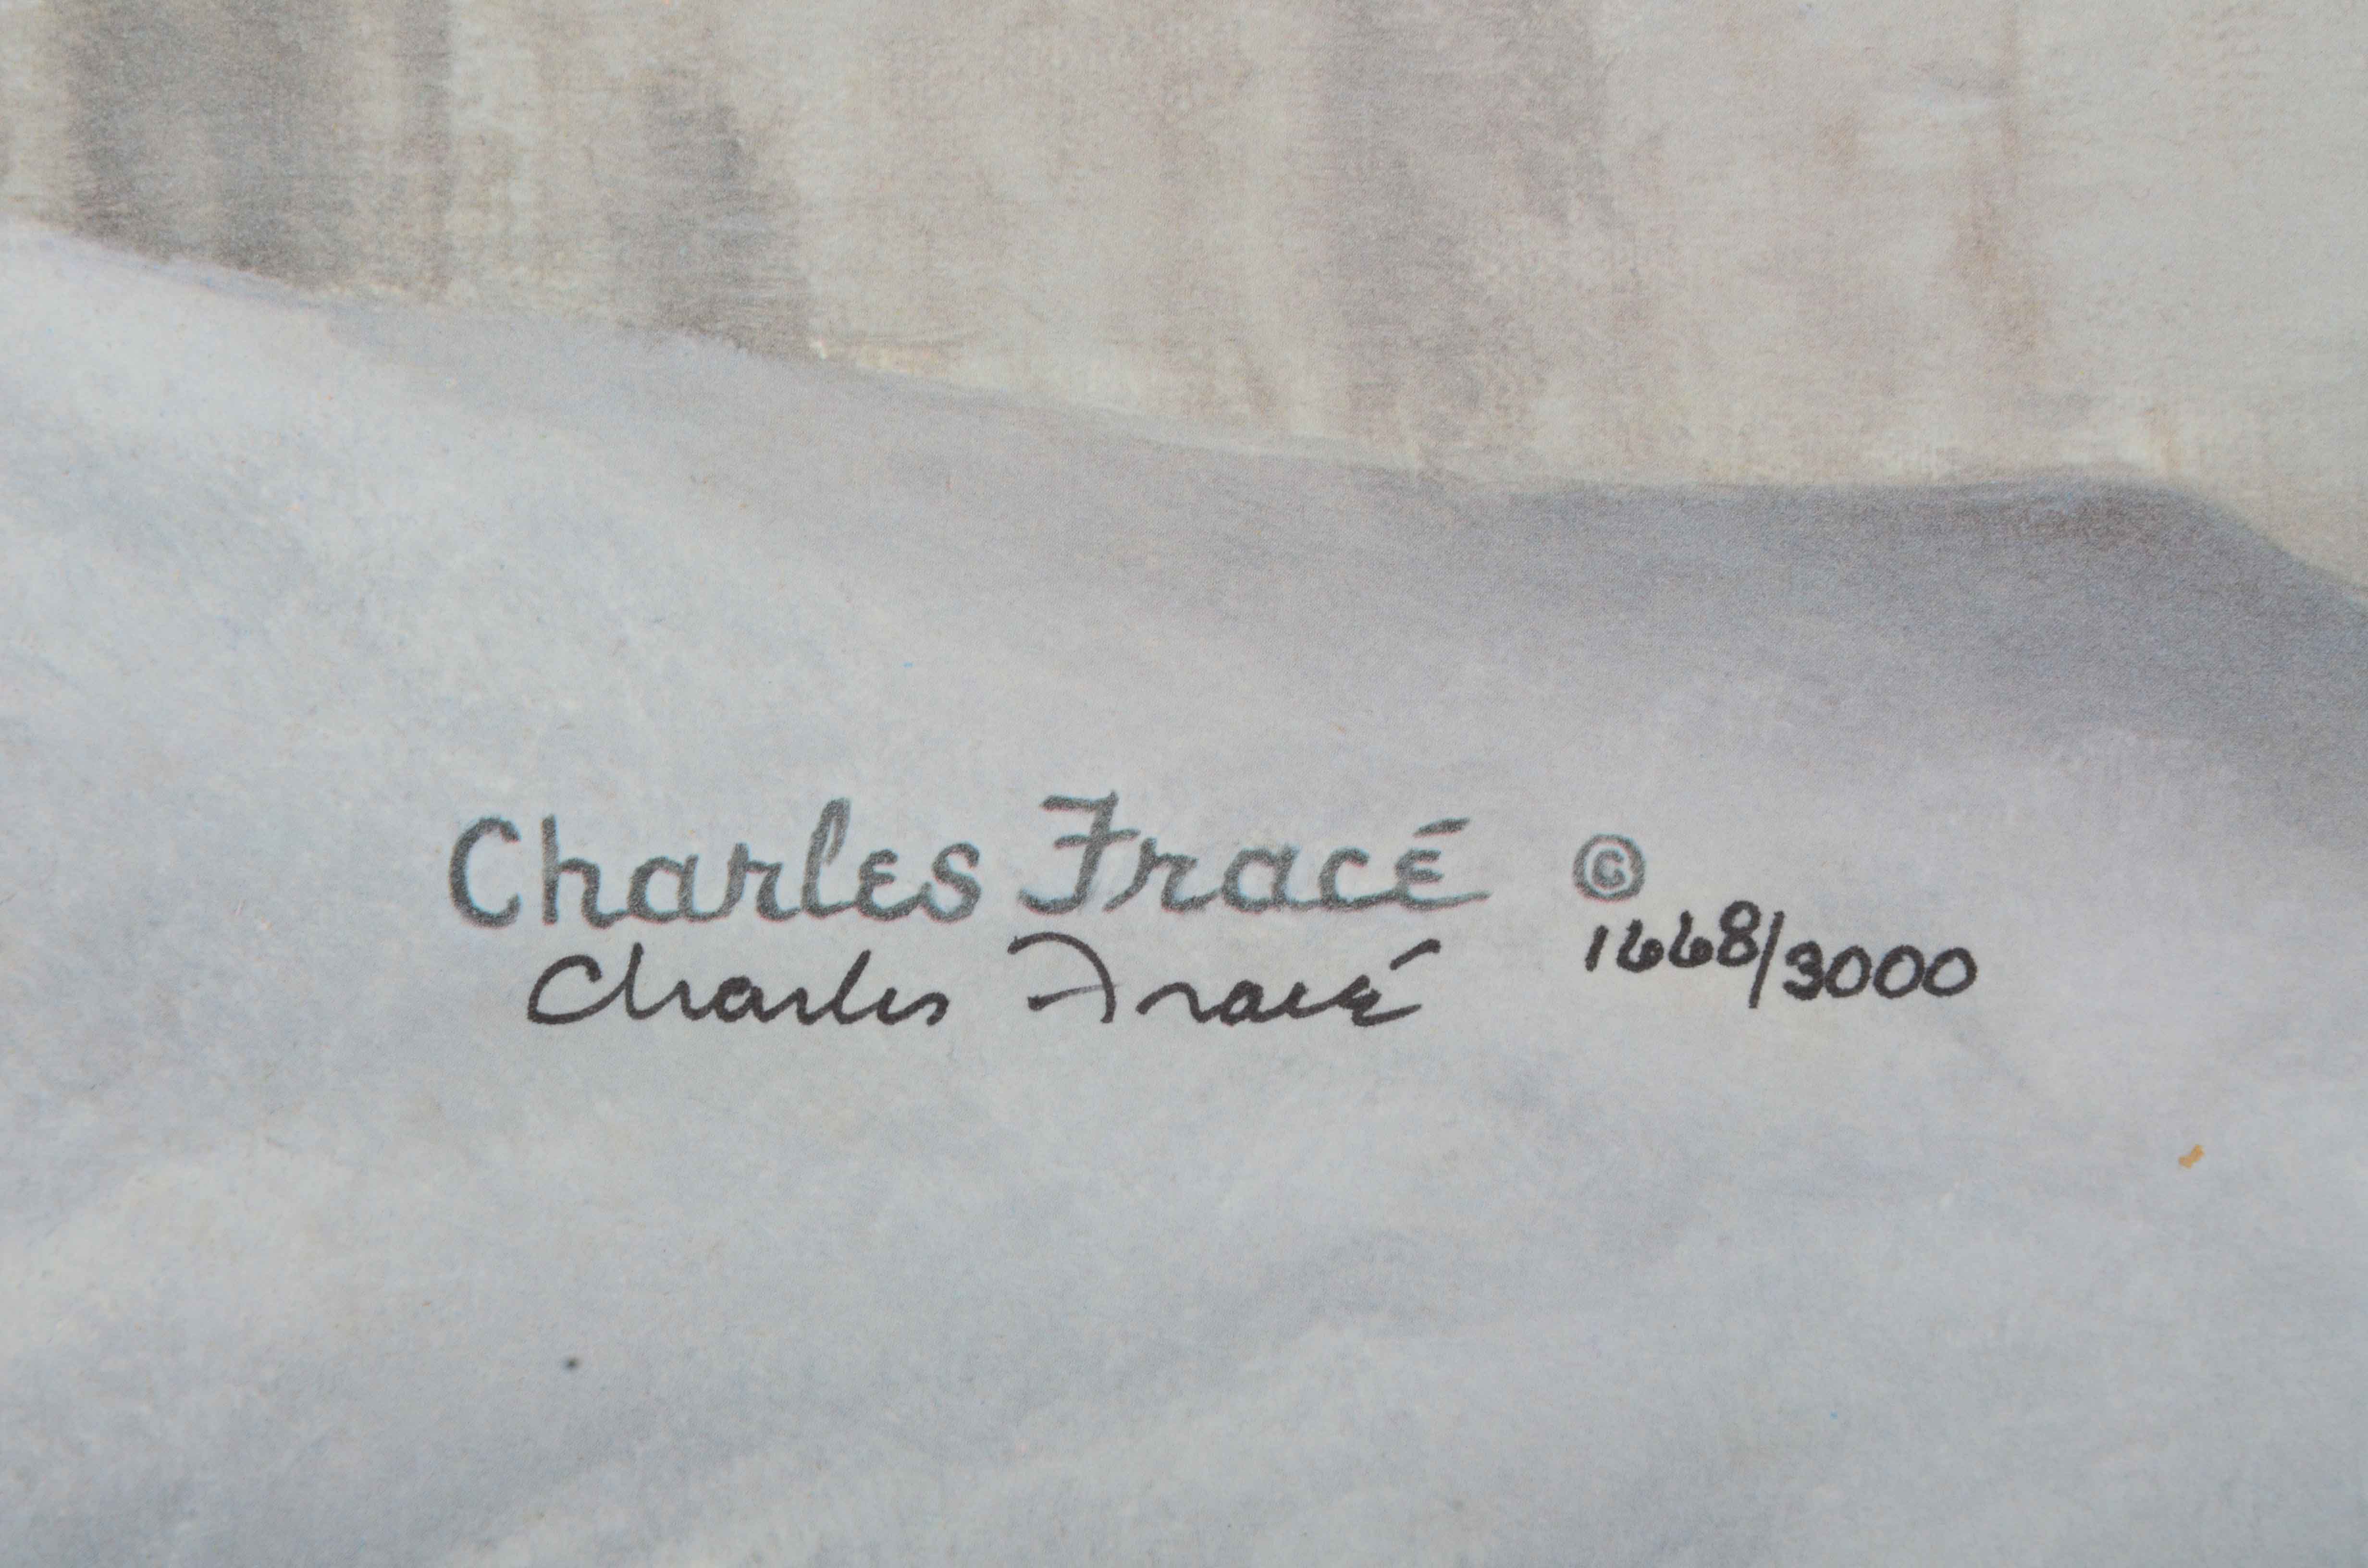 Charles Fracé ©
Charles Fracé 1668/3000